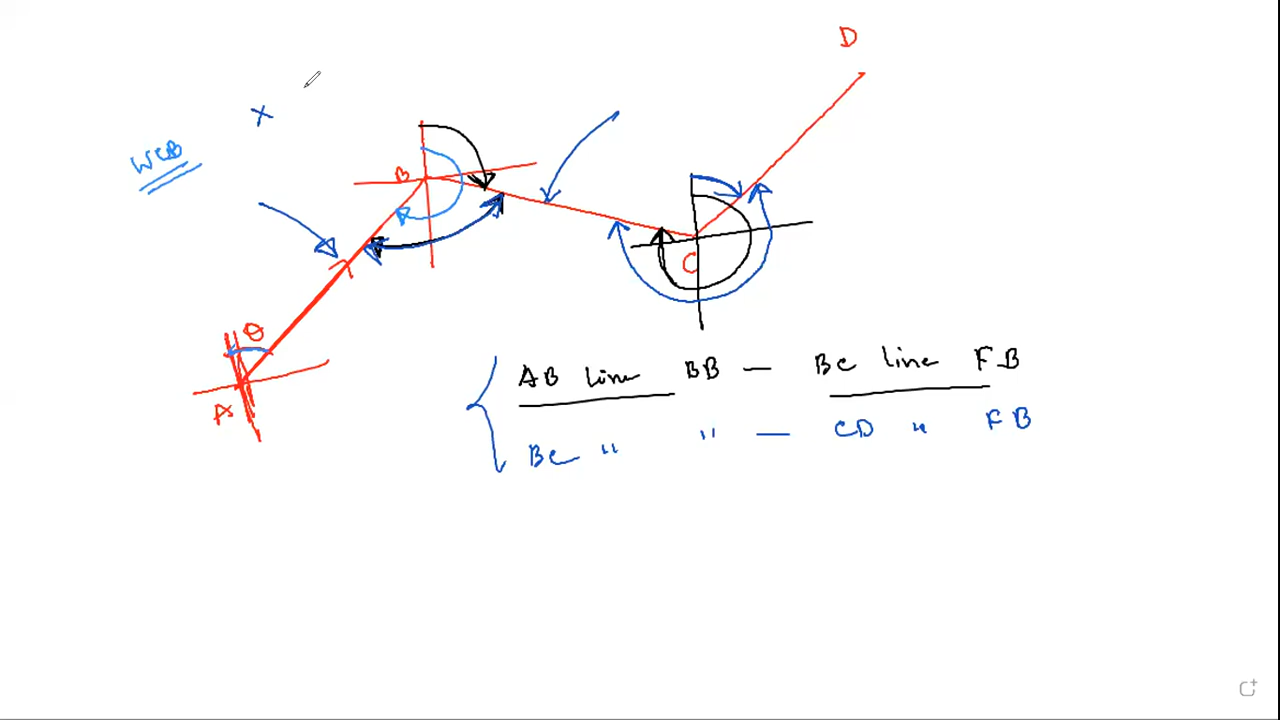 D
X
WCB
B
C
θ
A
AB line BB — BC line FB
BC " " — CD " FB